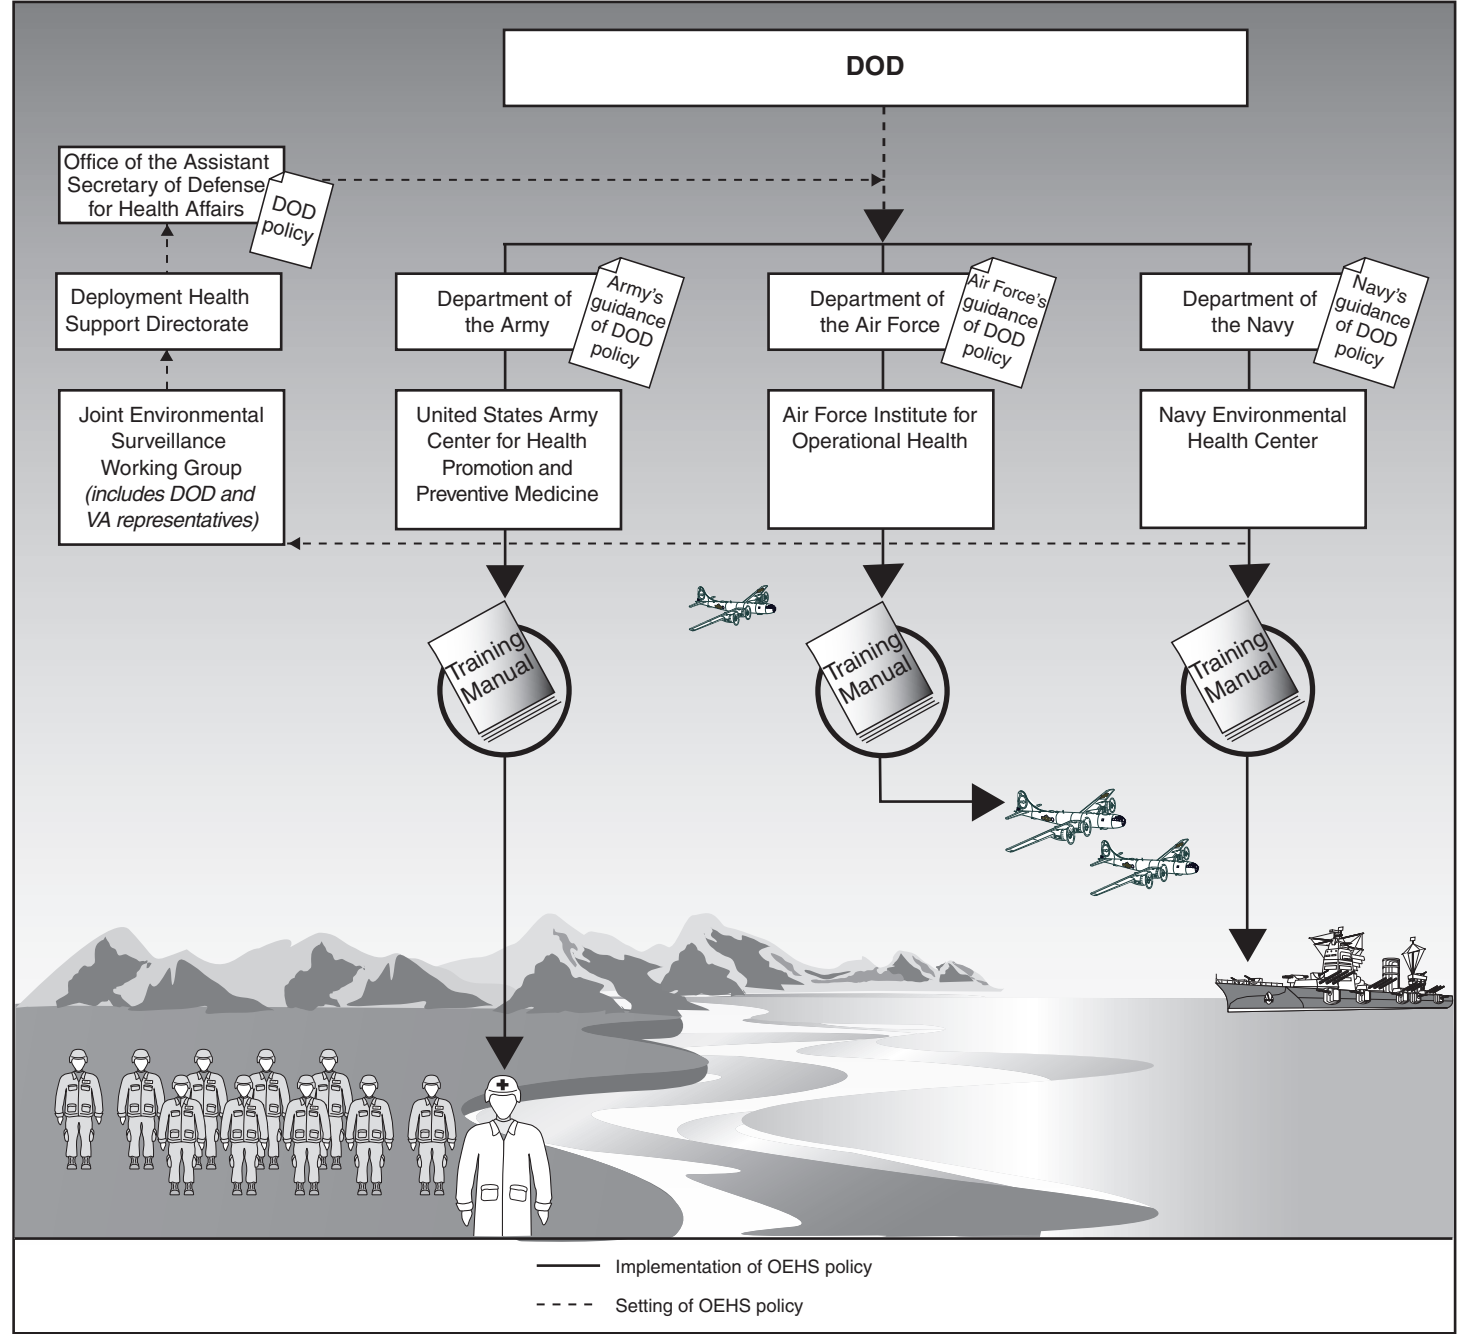 DOD
Office of the Assistant
Secretary of Defense
for Health Affairs
DOD
policy
Deployment Health
Support Directorate
Joint Environmental
Surveillance
Working Group
(includes DOD and
VA representatives)
Department of
the Army
Army's
guidance
of DOD
policy
United States Army
Center for Health
Promotion and
Preventive Medicine
Department of
the Air Force
Air Force's
guidance
of DOD
policy
Air Force Institute for
Operational Health
Department of
the Navy
Navy's
guidance
of DOD
policy
Navy Environmental
Health Center
Training
Manual
Training
Manual
Training
Manual
Implementation of OEHS policy
Setting of OEHS policy